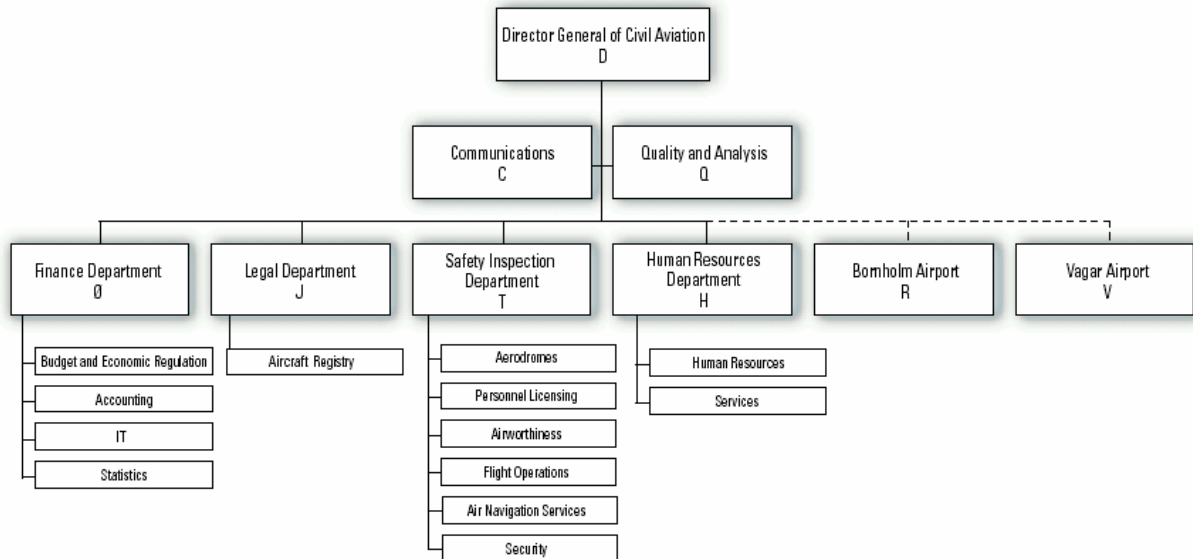 Director General of Civil Aviation
D
Communications
C
Quality and Analysis
Q
Finance Department
Ø
Legal Department
J
Safety Inspection
Department
T
Human Resources
Department
H
Bornholm Airport
R
Vagar Airport
V
Budget and Economic Regulation
Accounting
IT
Statistics
Aircraft Registry
Aerodromes
Personnel Licensing
Airworthiness
Flight Operations
Air Navigation Services
Security
Human Resources
Services